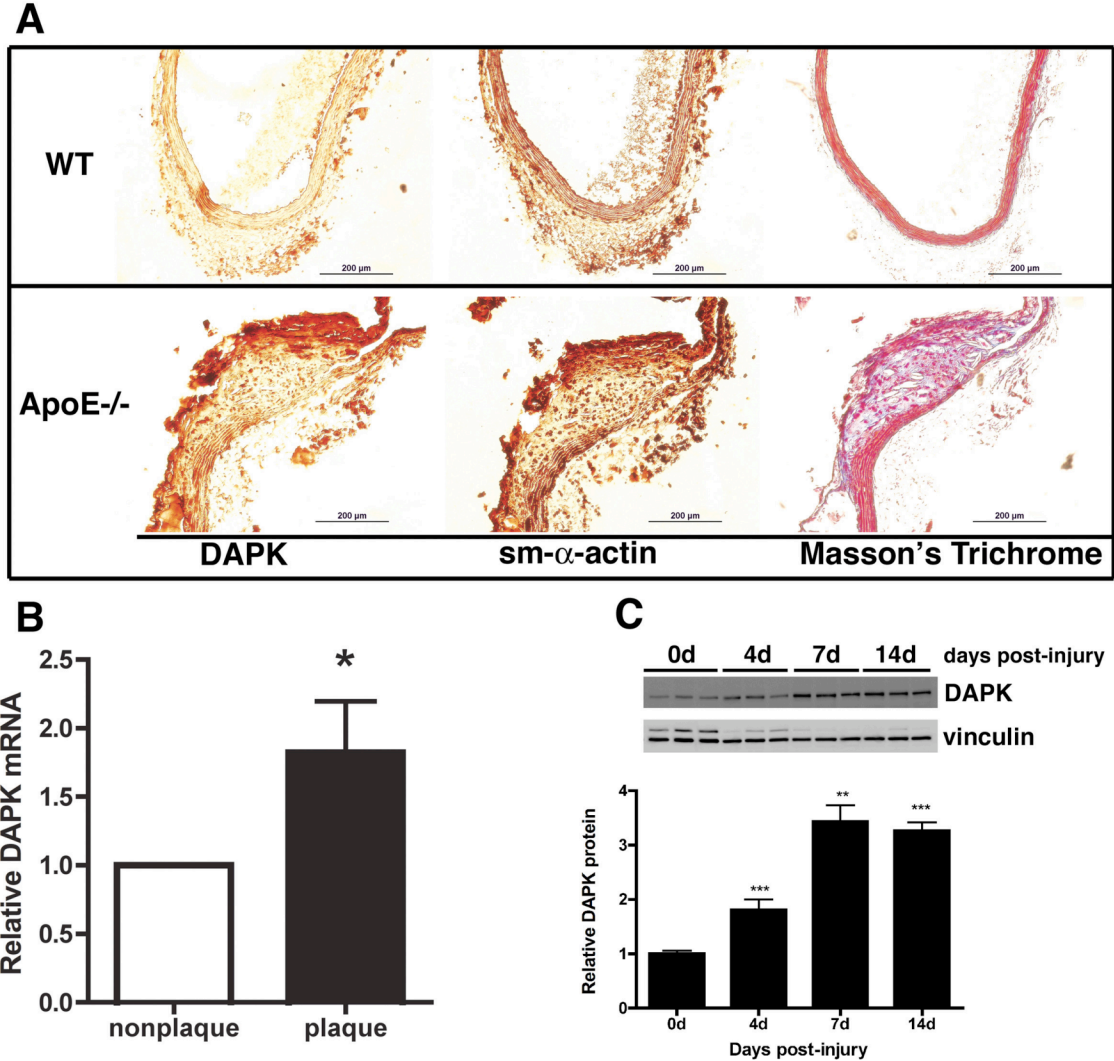 A
WT
200 µm
200 µm
200 µm
ApoE-/-
200 µm
200 µm
200 µm
DAPK
sm-α-actin
Masson's Trichrome
B
Relative DAPK mRNA
2.5
2.0
1.5
1.0
0.5
0.0
*
nonplaque
plaque
C
0d 4d 7d 14d days post-injury
DAPK
vinculin
Relative DAPK protein
4
3
2
1
0
***
**
***
0d 4d 7d 14d
Days post-injury